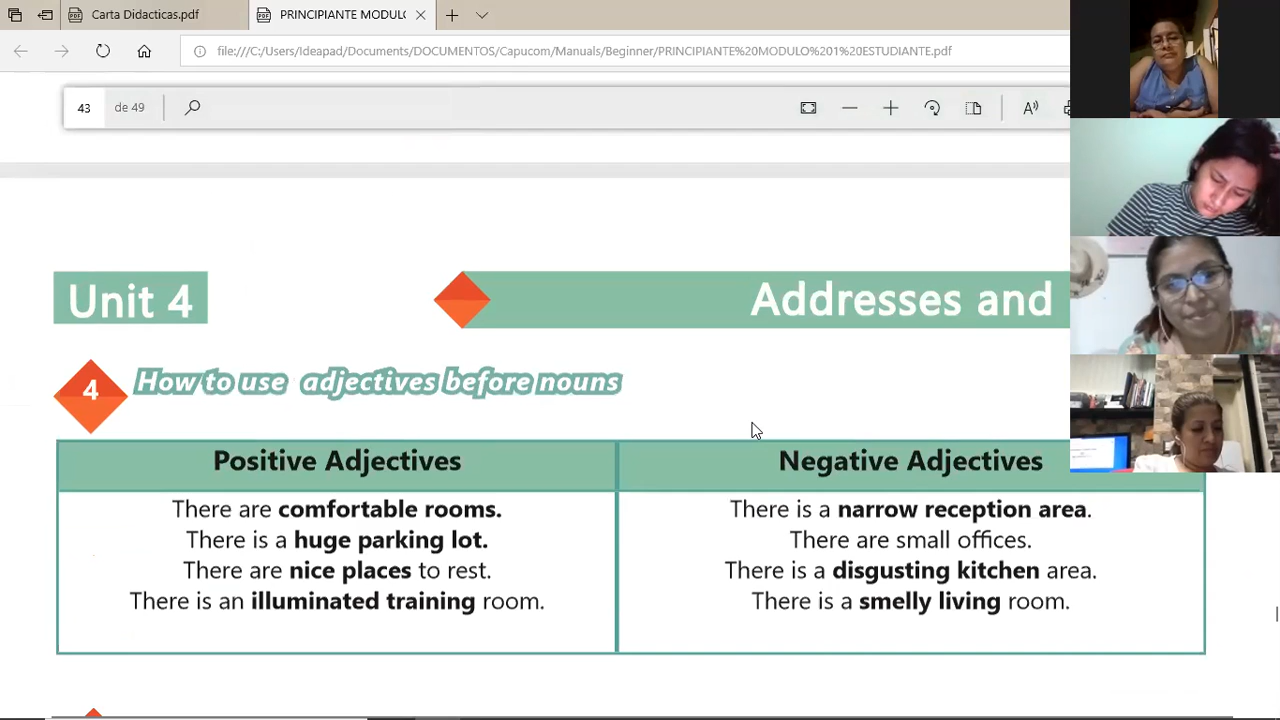 Carta Didacticas.pdf
PRINCIPIANTE MODULO
file:///C:/Users/Ideapad/Documents/DOCUMENTOS/Capucom/Manuals/Beginner/PRINCIPIANTE%20MODULO%201%20ESTUDIANTE.pdf
43 de 49
Unit 4
Addresses and
4 How to use adjectives before nouns
Positive Adjectives
There are comfortable rooms.
There is a huge parking lot.
There are nice places to rest.
There is an illuminated training room.
Negative Adjectives
There is a narrow reception area.
There are small offices.
There is a disgusting kitchen area.
There is a smelly living room.